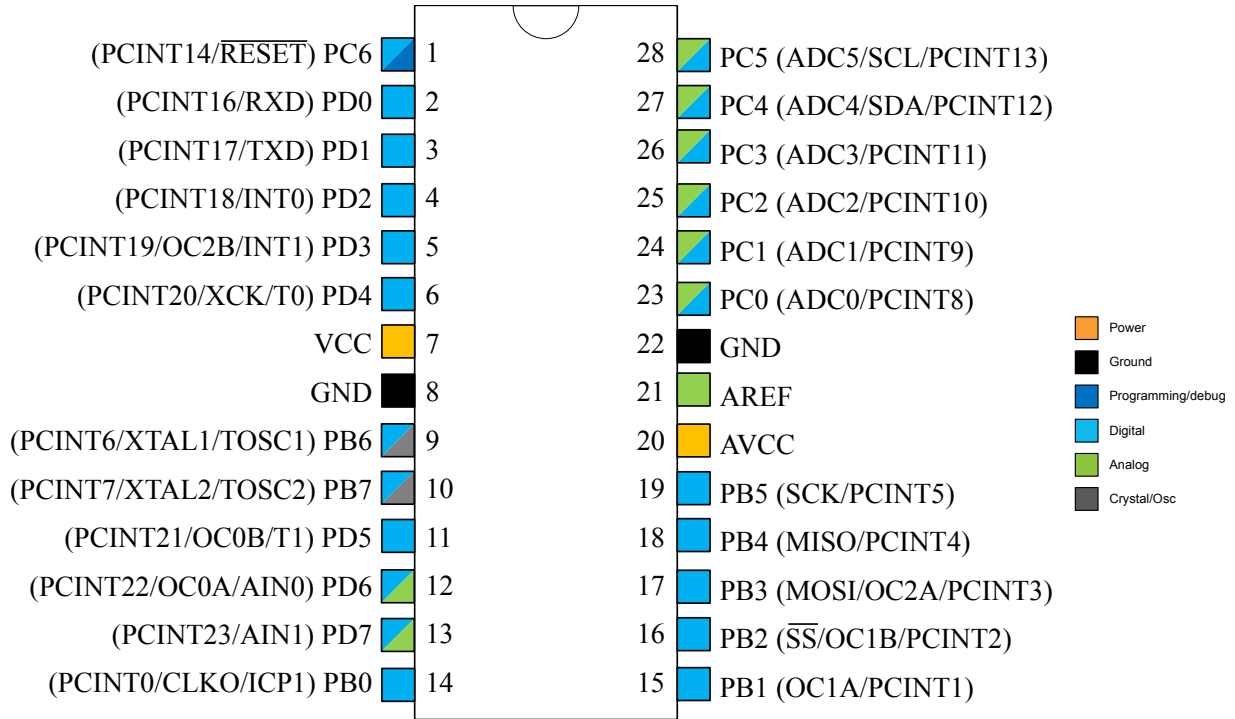 (PCINT14/RESET) PC6 1
(PCINT16/RXD) PD0 2
(PCINT17/TXD) PD1 3
(PCINT18/INT0) PD2 4
(PCINT19/OC2B/INT1) PD3 5
(PCINT20/XCK/T0) PD4 6
VCC 7
GND 8
(PCINT6/XTAL1/TOSC1) PB6 9
(PCINT7/XTAL2/TOSC2) PB7 10
(PCINT21/OC0B/T1) PD5 11
(PCINT22/OC0A/AIN0) PD6 12
(PCINT23/AIN1) PD7 13
(PCINT0/CLKO/ICP1) PB0 14
28 PC5 (ADC5/SCL/PCINT13)
27 PC4 (ADC4/SDA/PCINT12)
26 PC3 (ADC3/PCINT11)
25 PC2 (ADC2/PCINT10)
24 PC1 (ADC1/PCINT9)
23 PC0 (ADC0/PCINT8)
22 GND
21 AREF
20 AVCC
19 PB5 (SCK/PCINT5)
18 PB4 (MISO/PCINT4)
17 PB3 (MOSI/OC2A/PCINT3)
16 PB2 (SS/OC1B/PCINT2)
15 PB1 (OC1A/PCINT1)
Power
Ground
Programming/debug
Digital
Analog
Crystal/Osc